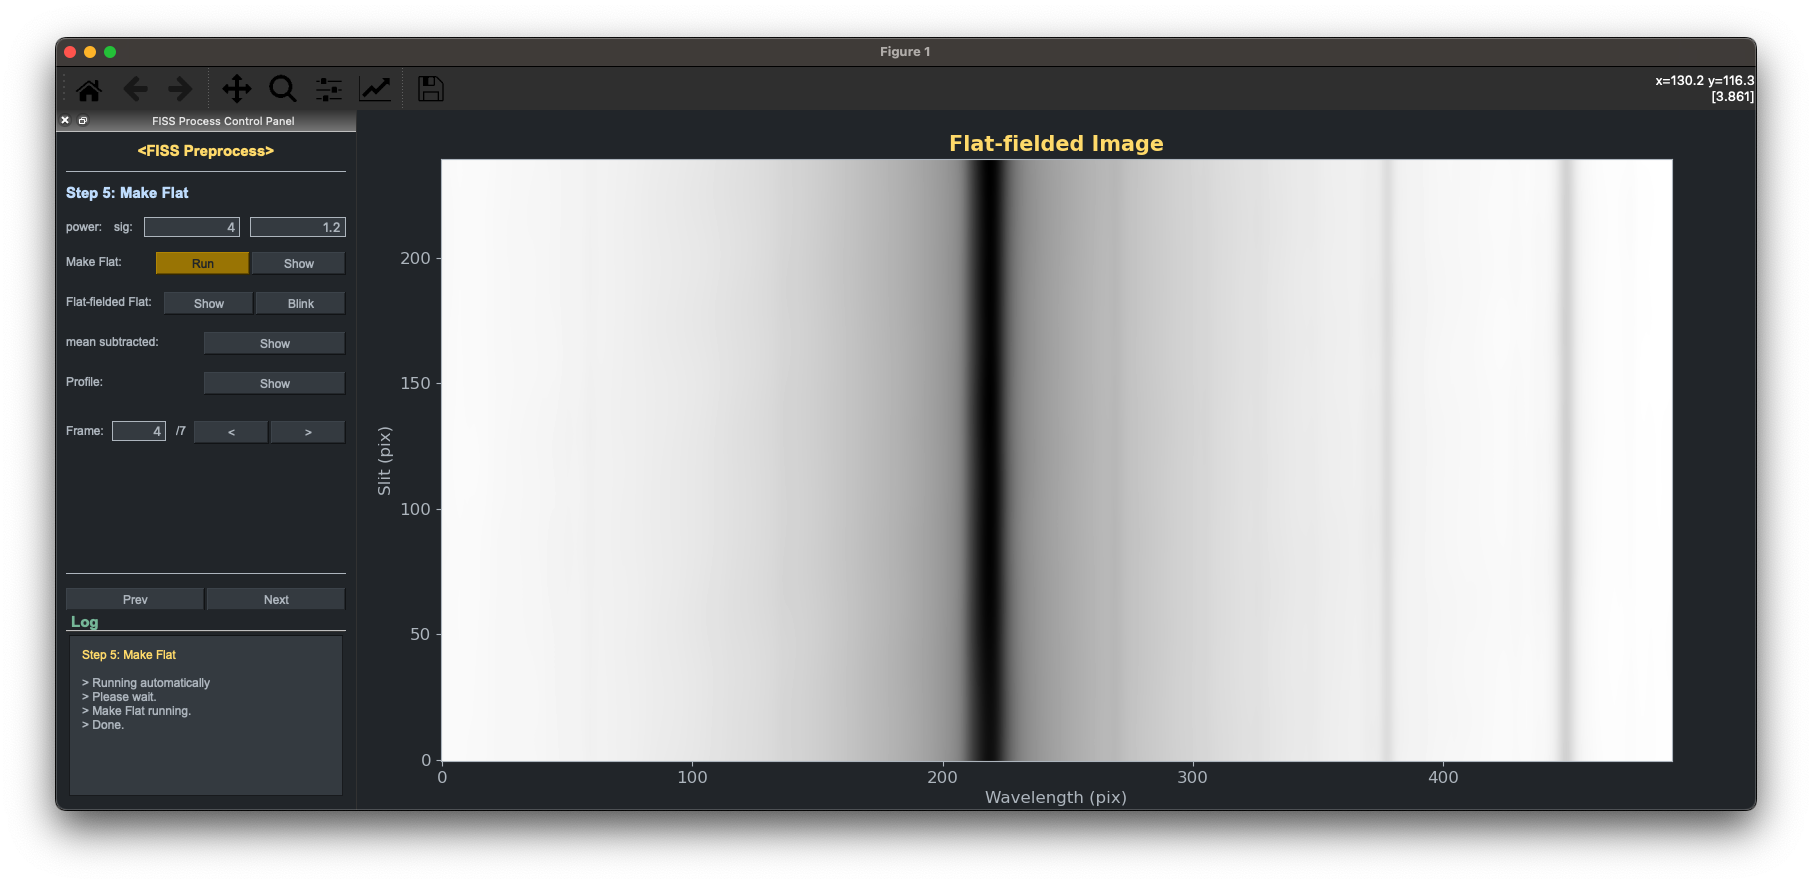 Figure 1
x=130.2 y=116.3
[3.861]
FISS Process Control Panel
<FISS Preprocess>
Step 5: Make Flat
power: sig: 4 1.2
Make Flat: Run Show
Flat-fielded Flat: Show Blink
mean subtracted: Show
Profile: Show
Frame: 4 /7 < >
Prev Next
Log
Step 5: Make Flat
> Running automatically
> Please wait.
> Make Flat running.
> Done.
Flat-fielded Image
Slit (pix)
200
150
100
50
0
0 100 200 300 400
Wavelength (pix)